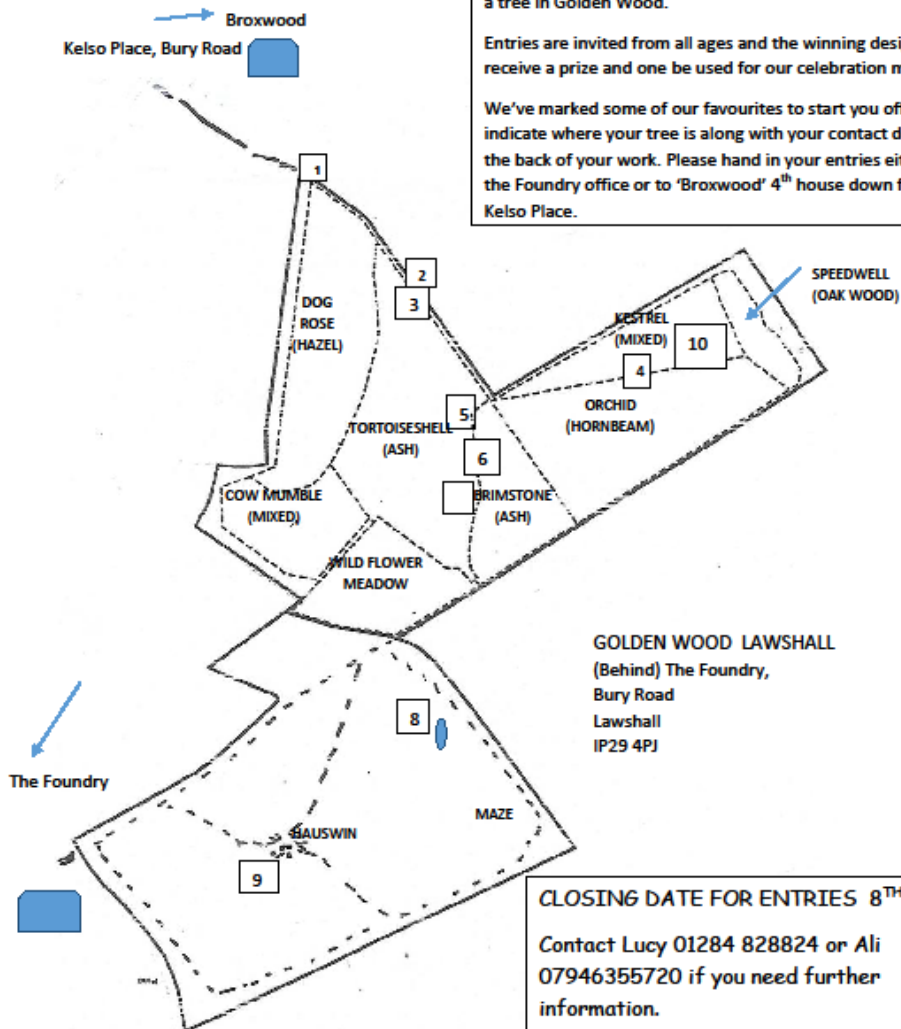 a tree in Golden Wood.
Broxwood
Kelso Place, Bury Road
Entries are invited from all ages and the winning desi
receive a prize and one be used for our celebration m
We've marked some of our favourites to start you off
indicate where your tree is along with your contact d
the back of your work. Please hand in your entries ei
the Foundry office or to 'Broxwood' 4th house down f
Kelso Place.
1
2
3
DOG
ROSE
(HAZEL)
SPEEDWELL
(OAK WOOD)
KESTREL
(MIXED)
10
4
ORCHID
(HORNBEAM)
5
TORTOISESHELL
(ASH)
6
COW MUMBLE
(MIXED)
BRIMSTONE
(ASH)
WILD FLOWER
MEADOW
GOLDEN WOOD LAWSHALL
(Behind) The Foundry,
Bury Road
Lawshall
IP29 4PJ
8
The Foundry
MAZE
HAUSWIN
9
CLOSING DATE FOR ENTRIES 8TH
Contact Lucy 01284 828824 or Ali
07946355720 if you need further
information.